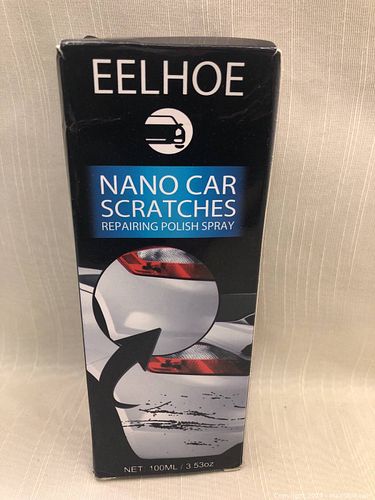 EELHOE
NANO CAR
SCRATCHES
REPAIRING POLISH SPRAY
NET 100ML / 3.53oz